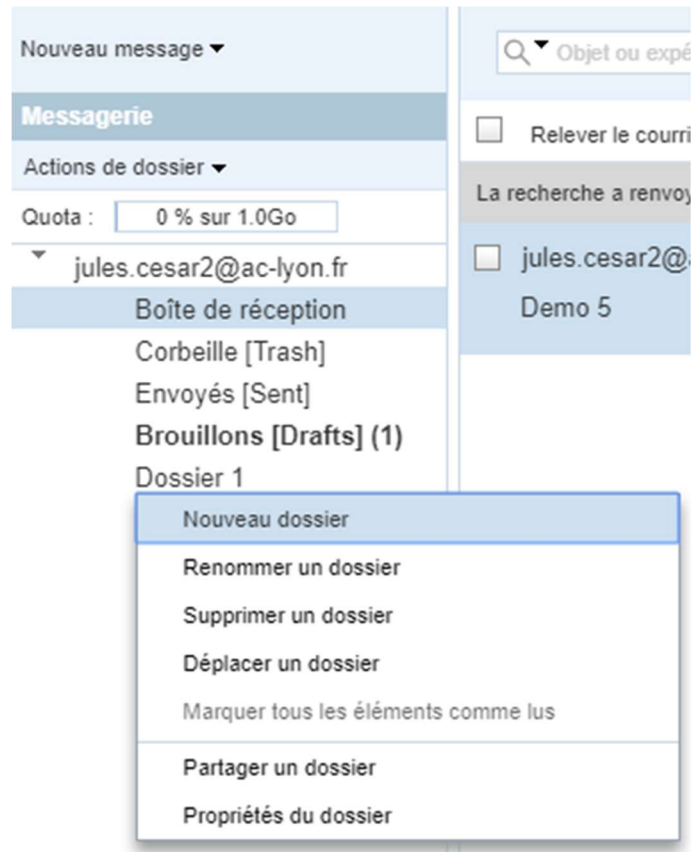 Nouveau message
Messagerie
Actions de dossier
Quota : 0 % sur 1.0Go
jules.cesar2@ac-lyon.fr
Boîte de réception
Corbeille [Trash]
Envoyés [Sent]
Brouillons [Drafts] (1)
Dossier 1
Nouveau dossier
Renommer un dossier
Supprimer un dossier
Déplacer un dossier
Marquer tous les éléments comme lus
Partager un dossier
Propriétés du dossier
Objet ou expé
Relever le courri
La recherche a renvoy
jules.cesar2@
Demo 5